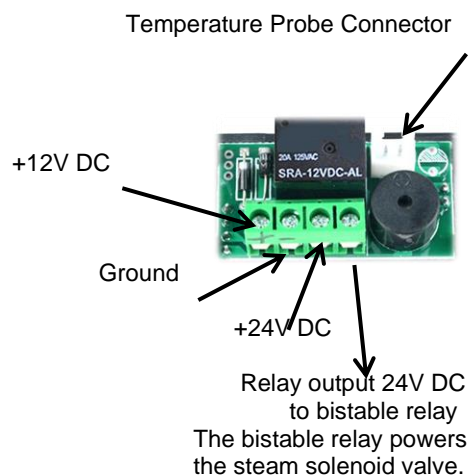 Temperature Probe Connector
20A 125VAC
SRA-12VDC-AL
+12V DC
+
-
Ground
+24V DC
Relay output 24V DC
to bistable relay
The bistable relay powers
the steam solenoid valve.